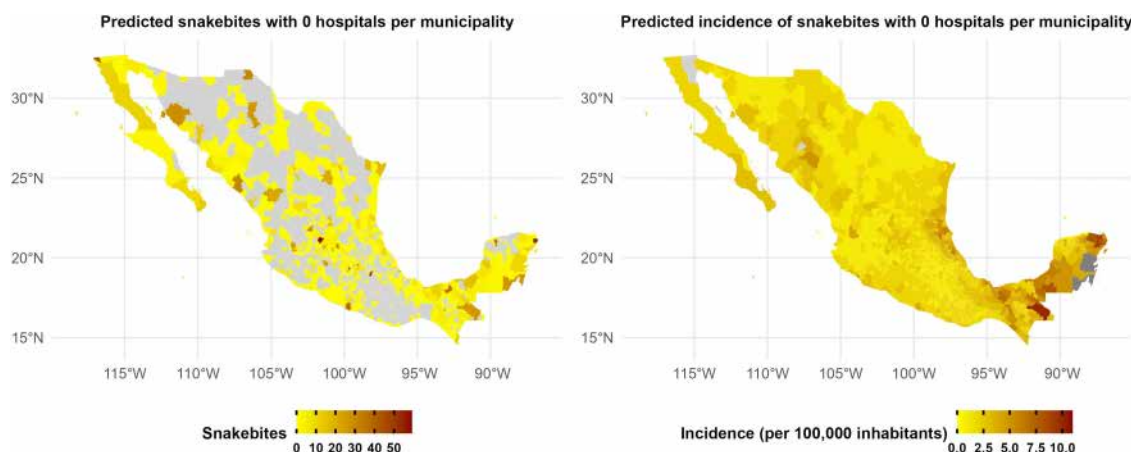 Predicted snakebites with 0 hospitals per municipality
Predicted incidence of snakebites with 0 hospitals per municipality
30°N
25°N
20°N
15°N
115°W 110°W 105°W 100°W 95°W 90°W
30°N
25°N
20°N
15°N
115°W 110°W 105°W 100°W 95°W 90°W
Snakebites
0 10 20 30 40 50
Incidence (per 100,000 inhabitants)
0.0 2.5 5.0 7.5 10.0